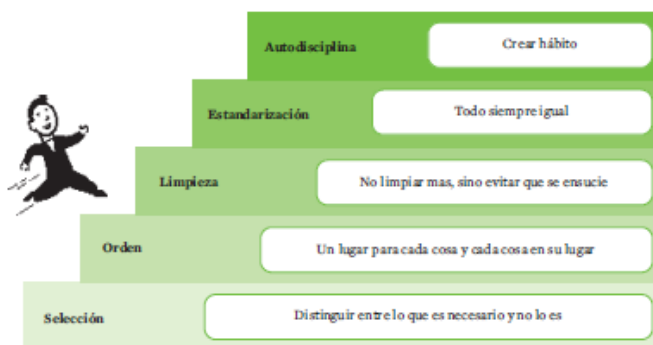 Autodisciplina Crear hábito
Estandarización Todo siempre igual
Limpieza No limpiar mas, sino evitar que se ensucie
Orden Un lugar para cada cosa y cada cosa en su lugar
Selección Distinguir entre lo que es necesario y no lo es